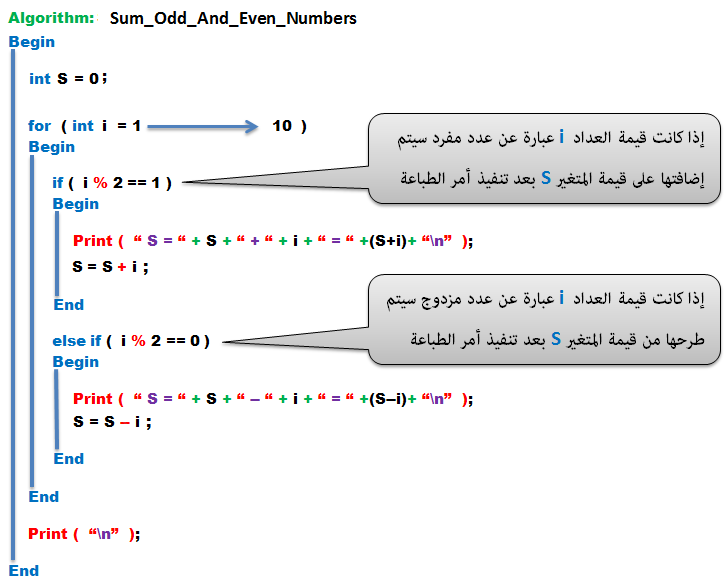 Algorithm: Sum_Odd_And_Even_Numbers
Begin
int S = 0 ;
for ( int i = 1 10 )
Begin
إذا كانت قيمة العداد i عبارة عن عدد مفرد سيتم
إضافتها على قيمة المتغير S بعد تنفيذ أمر الطباعة
if ( i % 2 == 1 )
Begin
Print ( “ S = “ + S + “ + “ + i + “ = “ +(S+i)+ “\n” );
S = S + i ;
End
إذا كانت قيمة العداد i عبارة عن عدد مزدوج سيتم
طرحها من قيمة المتغير S بعد تنفيذ أمر الطباعة
else if ( i % 2 == 0 )
Begin
Print ( “ S = “ + S + “ – “ + i + “ = “ +(S–i)+ “\n” );
S = S – i ;
End
End
Print ( “\n” );
End